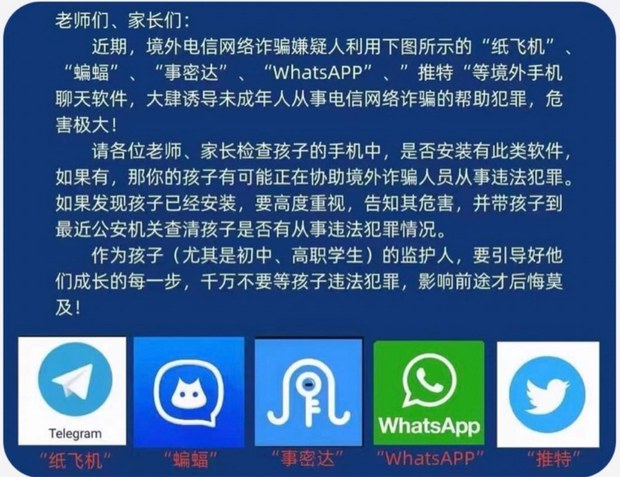 老师们、家长们：
近期，境外电信网络诈骗嫌疑人利用下图所示的“纸飞机”、
“蝙蝠”、“事密达”、“WhatsAPP”、”推特“等境外手机
聊天软件，大肆诱导未成年人从事电信网络诈骗的帮助犯罪，危
害极大！
请各位老师、家长检查孩子的手机中，是否安装有此类软件，
如果有，那你的孩子有可能正在协助境外诈骗人员从事违法犯罪。
如果发现孩子已经安装，要高度重视，告知其危害，并带孩子到
最近公安机关查清孩子是否有从事违法犯罪情况。
作为孩子（尤其是初中、高职学生）的监护人，要引导好他
们成长的每一步，千万不要等孩子违法犯罪，影响前途才后悔莫
及！
Telegram
WhatsApp
“纸飞机”
“蝙蝠”
“事密达”
“WhatsAPP”
“推特”